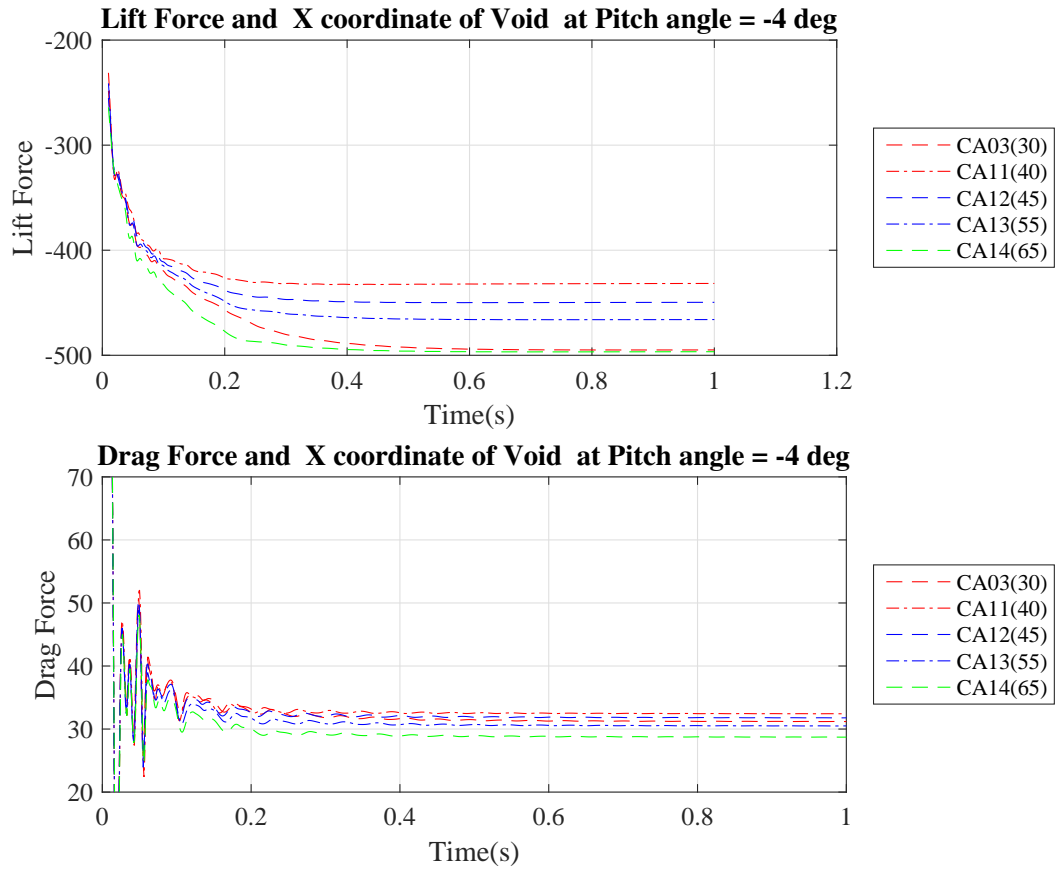 Lift Force and X coordinate of Void at Pitch angle = -4 deg
-200
-300
-400
-500
Lift Force
0 0.2 0.4 0.6 0.8 1 1.2
Time(s)
CA03(30)
CA11(40)
CA12(45)
CA13(55)
CA14(65)
Drag Force and X coordinate of Void at Pitch angle = -4 deg
70
60
50
40
30
20
Drag Force
0 0.2 0.4 0.6 0.8 1
Time(s)
CA03(30)
CA11(40)
CA12(45)
CA13(55)
CA14(65)